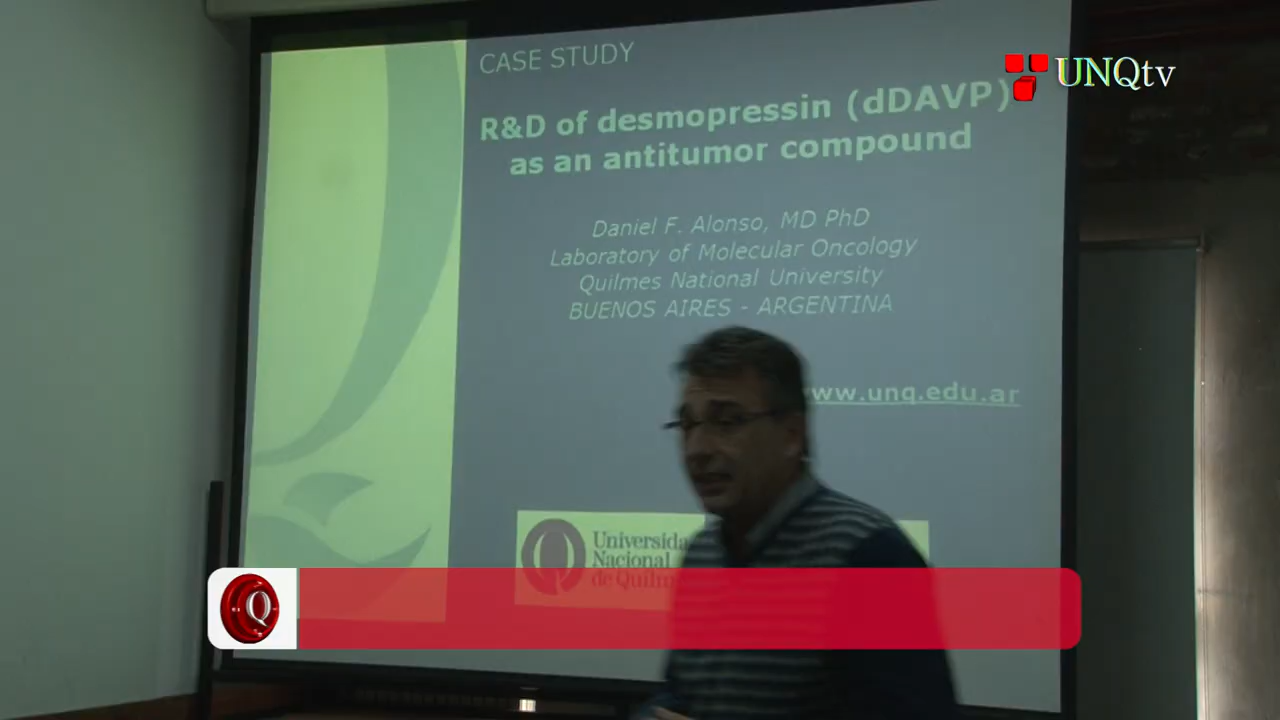 CASE STUDY
UNQtv
R&D of desmopressin (dDAVP)
as an antitumor compound
Daniel F. Alonso, MD PhD
Laboratory of Molecular Oncology
Quilmes National University
BUENOS AIRES - ARGENTINA
www.unq.edu.ar
Universida
Nacional
de Quilm
Q